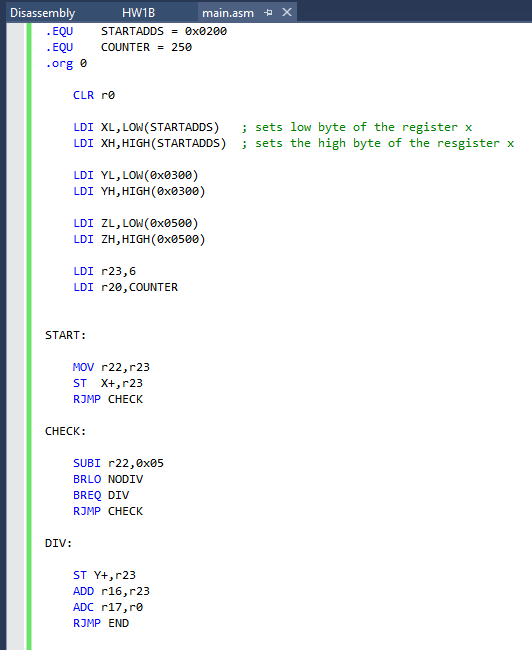 Disassembly HW1B main.asm
.EQU STARTADDS = 0x0200
.EQU COUNTER = 250
.org 0
CLR r0
LDI XL,LOW(STARTADDS) ; sets low byte of the register x
LDI XH,HIGH(STARTADDS) ; sets the high byte of the resgister x
LDI YL,LOW(0x0300)
LDI YH,HIGH(0x0300)
LDI ZL,LOW(0x0500)
LDI ZH,HIGH(0x0500)
LDI r23,6
LDI r20,COUNTER
START:
MOV r22,r23
ST X+,r23
RJMP CHECK
CHECK:
SUBI r22,0x05
BRLO NODIV
BREQ DIV
RJMP CHECK
DIV:
ST Y+,r23
ADD r16,r23
ADC r17,r0
RJMP END